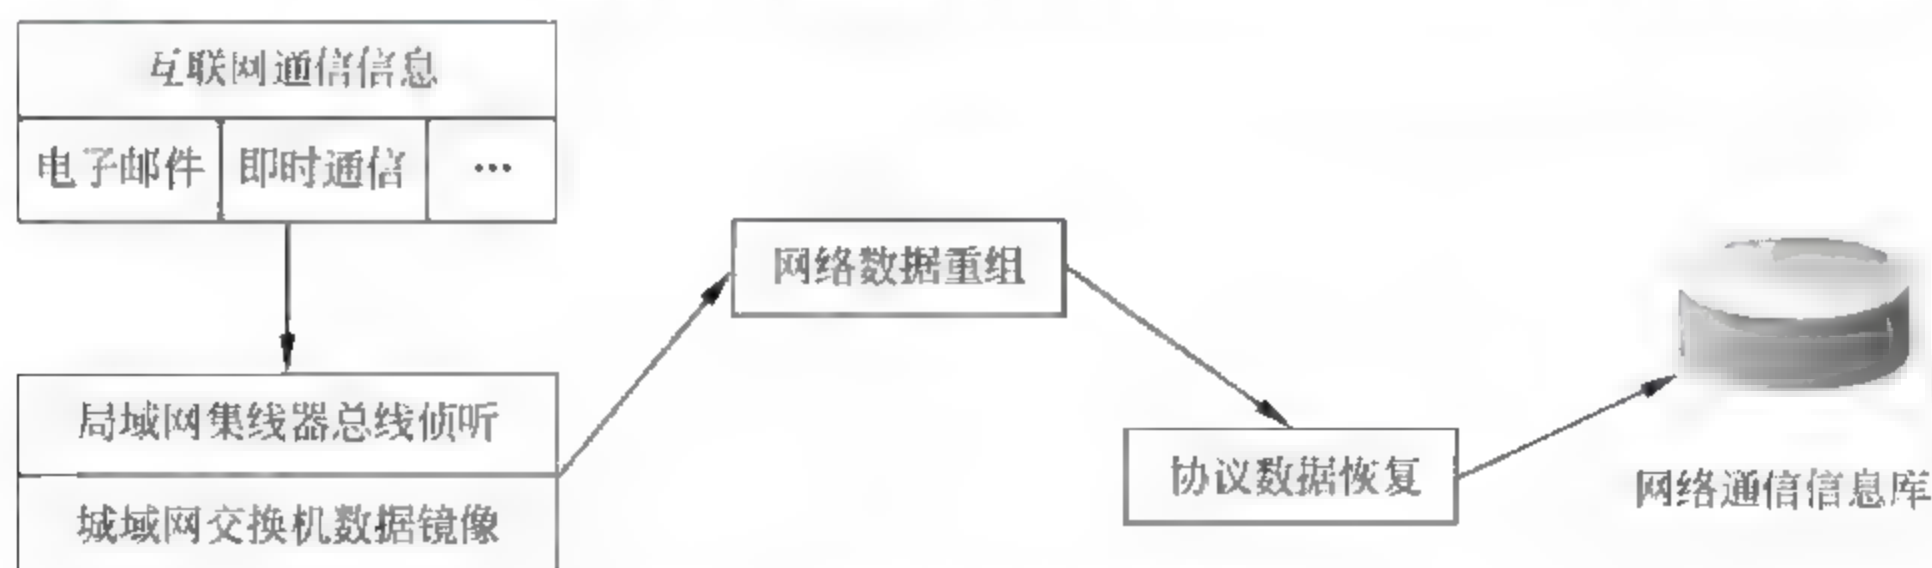 互联网通信信息
电子邮件 即时通信 …
网络数据重组
局域网集线器总线侦听
协议数据恢复
网络通信信息库
城域网交换机数据镜像